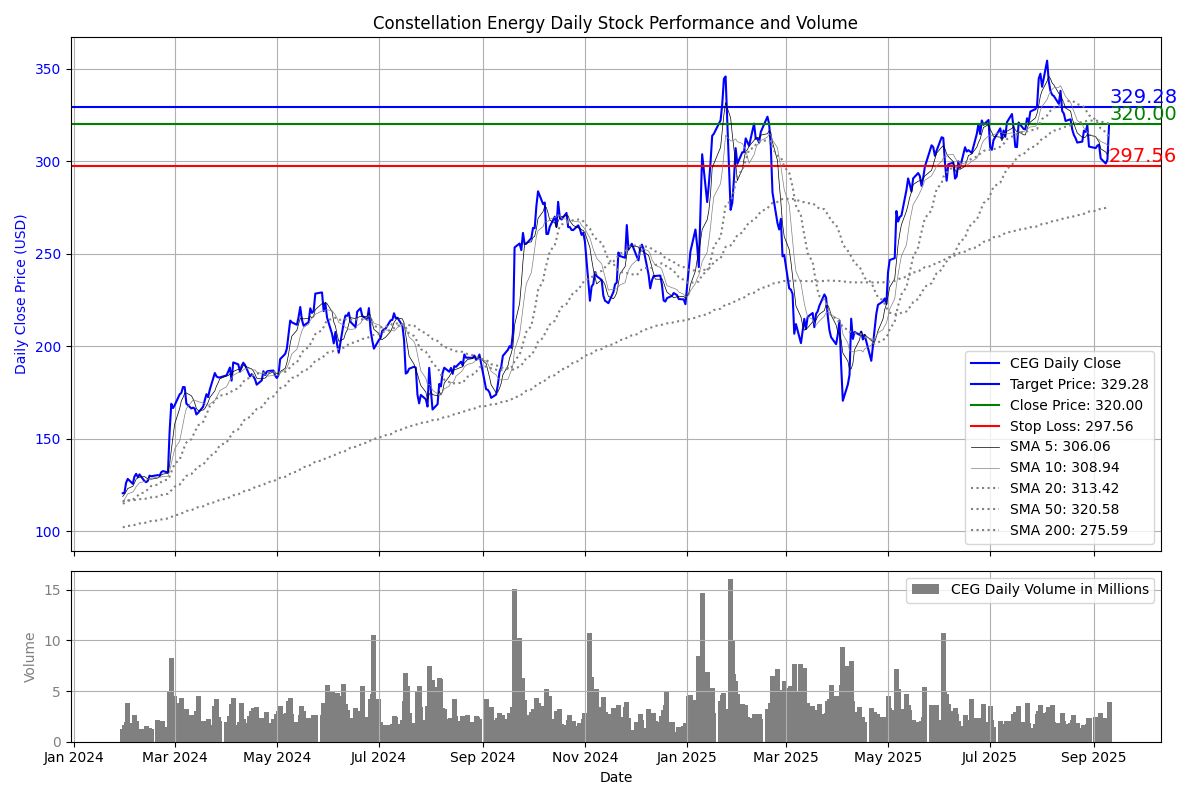 Constellation Energy Daily Stock Performance and Volume
Daily Close Price (USD)
350
300
250
200
150
100
329.28
320.00
297.56
CEG Daily Close
Target Price: 329.28
Close Price: 320.00
Stop Loss: 297.56
SMA 5: 306.06
SMA 10: 308.94
SMA 20: 313.42
SMA 50: 320.58
SMA 200: 275.59
Volume
15
10
5
0
CEG Daily Volume in Millions
Jan 2024 Mar 2024 May 2024 Jul 2024 Sep 2024 Nov 2024 Jan 2025 Mar 2025 May 2025 Jul 2025 Sep 2025
Date